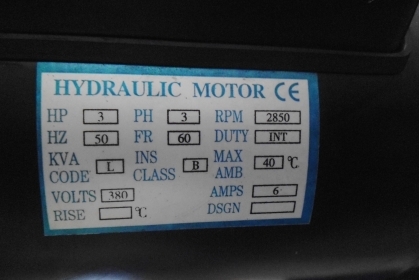 HYDRAULIC MOTOR CE
HP 3 PH 3 RPM 2850
HZ 50 FR 60 DUTY INT
KVA CODE L INS CLASS B MAX AMB 40 °C
VOLTS 380 AMPS 6
RISE °C DSGN